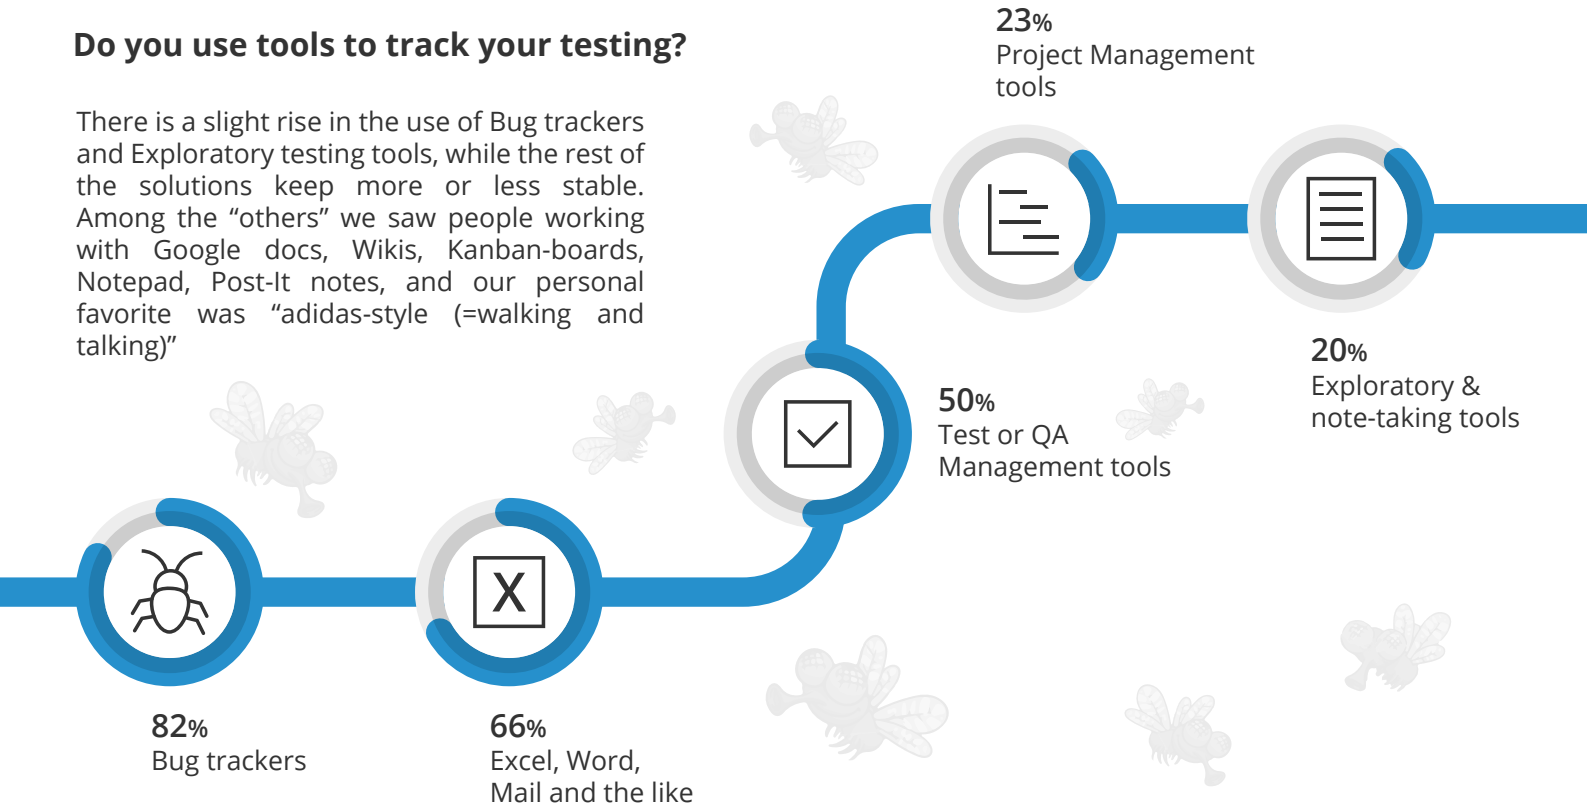 Do you use tools to track your testing?
There is a slight rise in the use of Bug trackers
and Exploratory testing tools, while the rest of
the solutions keep more or less stable.
Among the “others” we saw people working
with Google docs, Wikis, Kanban-boards,
Notepad, Post-It notes, and our personal
favorite was “adidas-style (=walking and
talking)”
82%
Bug trackers
X
66%
Excel, Word,
Mail and the like
50%
Test or QA
Management tools
23%
Project Management
tools
20%
Exploratory &
note-taking tools